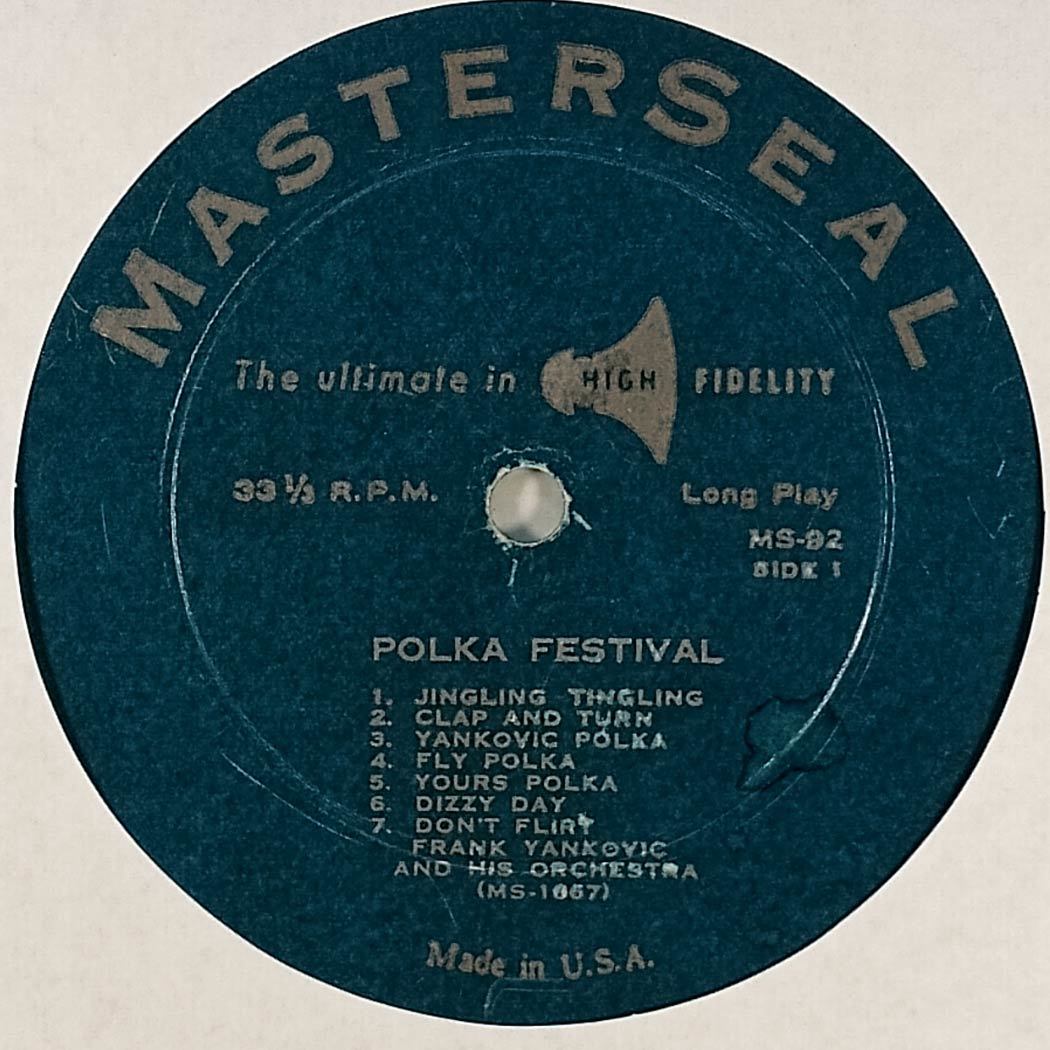 MASTERSEAL
The ultimate in HIGH FIDELITY
33⅓ R.P.M. Long Play
MS-92
SIDE 1
POLKA FESTIVAL
1. JINGLING TINGLING
2. CLAP AND TURN
3. YANKOVIC POLKA
4. FLY POLKA
5. YOURS POLKA
6. DIZZY DAY
7. DON'T FLIRT
FRANK YANKOVIC
AND HIS ORCHESTRA
(MS-1667)
Made in U.S.A.